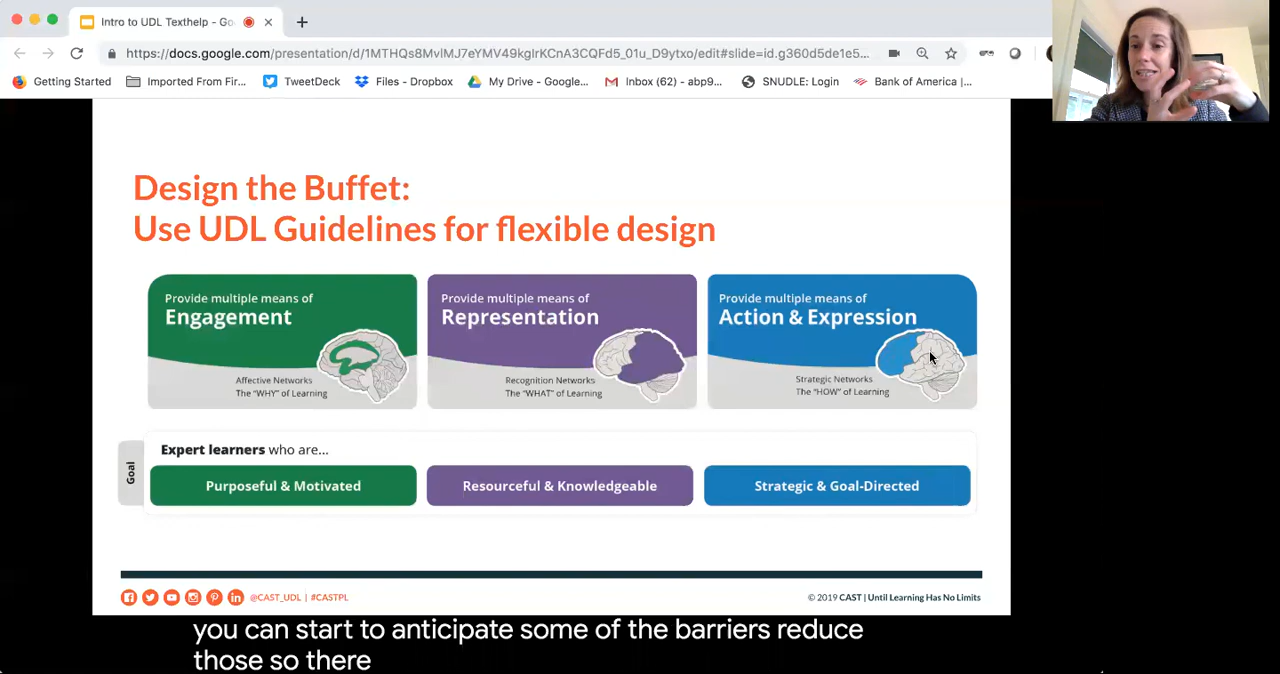 Intro to UDL Texthelp - Go
https://docs.google.com/presentation/d/1MTHQs8MvlMJ7eYMV49kglrKCnA3CQFd5_01u_D9ytxo/edit#slide=id.g360d5de1e5...
Getting Started
Imported From Fir...
TweetDeck
Files - Dropbox
My Drive - Google...
Inbox (62) - abp9...
SNUDLE: Login
Bank of America |...
Design the Buffet:
Use UDL Guidelines for flexible design
Provide multiple means of
Engagement
Affective Networks
The "WHY" of Learning
Provide multiple means of
Representation
Recognition Networks
The "WHAT" of Learning
Provide multiple means of
Action & Expression
Strategic Networks
The "HOW" of Learning
Goal
Expert learners who are...
Purposeful & Motivated
Resourceful & Knowledgeable
Strategic & Goal-Directed
@CAST_UDL | #CASTPL
© 2019 CAST | Until Learning Has No Limits
you can start to anticipate some of the barriers reduce
those so there